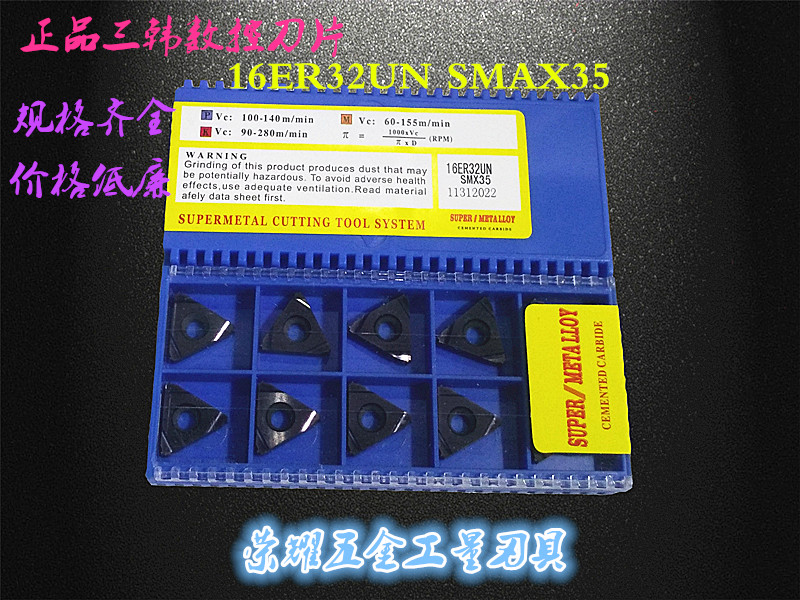 正品三韩数控刀片
16ER32UN SMAX35
规格齐全
价格低廉
P Vc: 100-140m/min
M Vc: 60-155m/min
K Vc: 90-280m/min
π = 1000xVc / π x D (RPM)
WARNING
Grinding of this product produces dust that may
be potentially hazardous. To avoid adverse health
effects,use adequate ventilation.Read material
afely data sheet first.
SUPERMETAL CUTTING TOOL SYSTEM
16ER32UN
SMX35
11312022
SUPER/METALLOY
CEMENTED CARBIDE
SUPER//METALLOY
CEMENTED CARBIDE
荣耀五金工量刃具